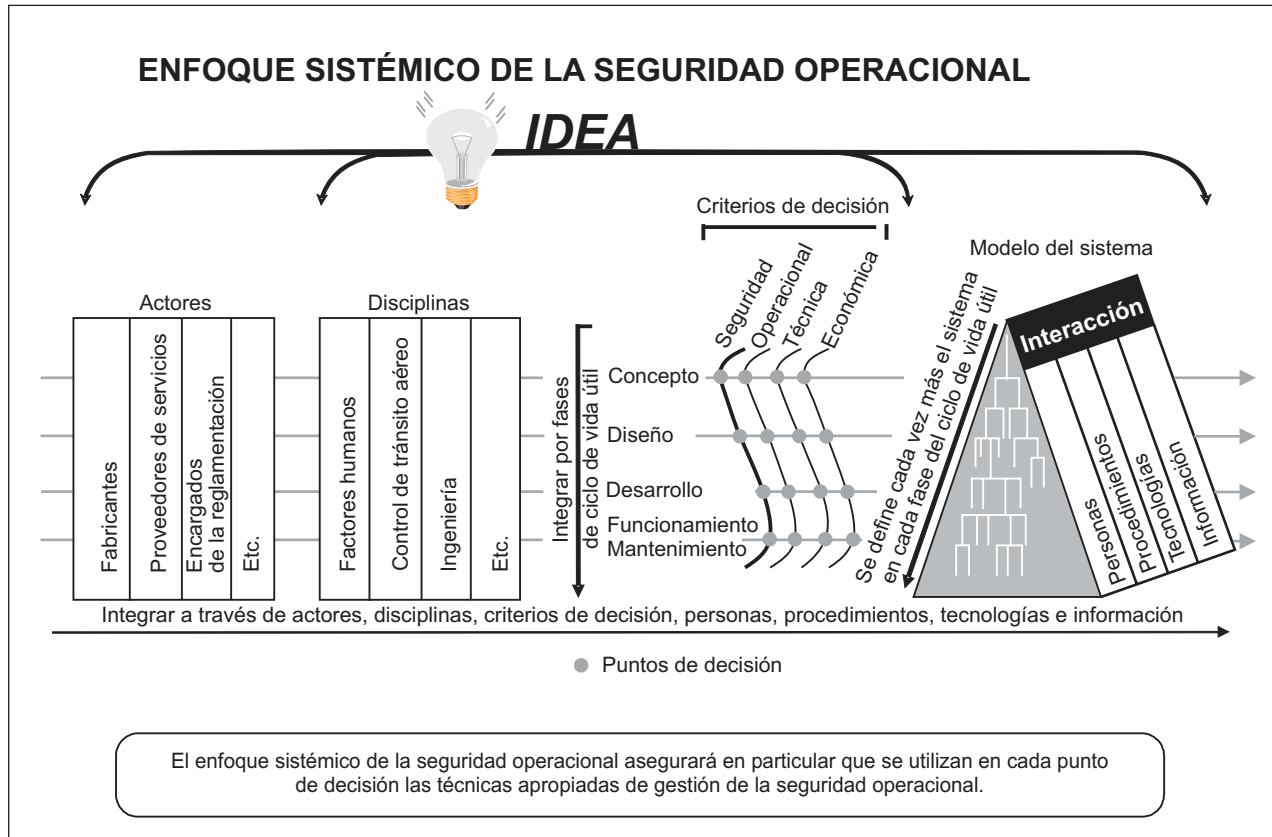 ENFOQUE SISTÉMICO DE LA SEGURIDAD OPERACIONAL
IDEA
Actores
Fabricantes
Proveedores de servicios
Encargados
de la reglamentación
Etc.
Disciplinas
Factores humanos
Control de tránsito aéreo
Ingeniería
Etc.
Integrar por fases
de ciclo de vida útil
Criterios de decisión
Seguridad
Operacional
Técnica
Económica
Concepto
Diseño
Desarrollo
Funcionamiento
Mantenimiento
Modelo del sistema
Se define cada vez más el sistema
en cada fase del ciclo de vida útil
Interacción
Personas
Procedimientos
Tecnologías
Información
Integrar a través de actores, disciplinas, criterios de decisión, personas, procedimientos, tecnologías e información
Puntos de decisión
El enfoque sistémico de la seguridad operacional asegurará en particular que se utilizan en cada punto
de decisión las técnicas apropiadas de gestión de la seguridad operacional.